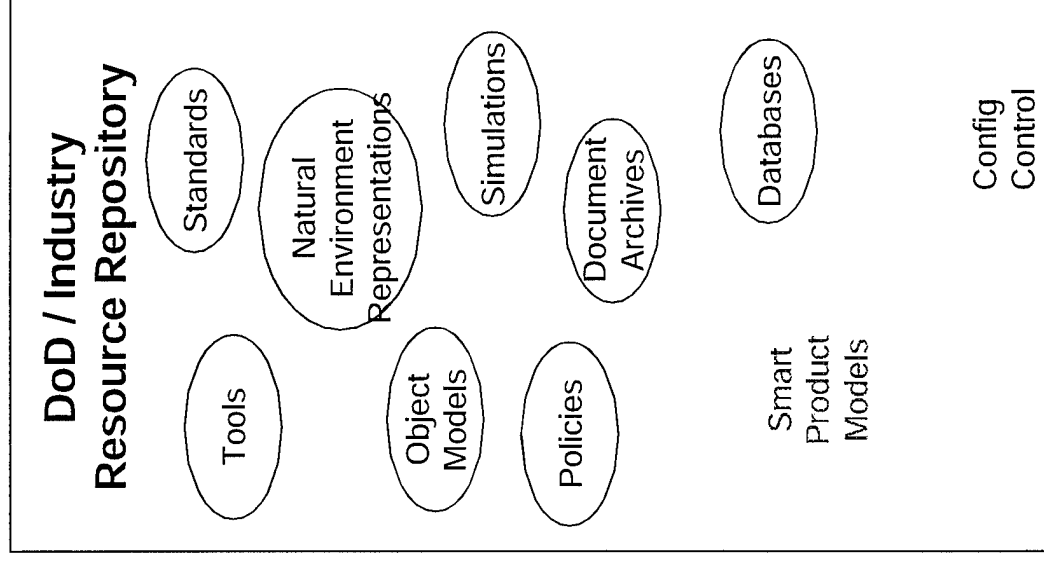 DoD / Industry
Resource Repository
Tools
Standards
Natural
Environment
Representations
Object
Models
Simulations
Policies
Document
Archives
Smart
Product
Models
Databases
Config
Control